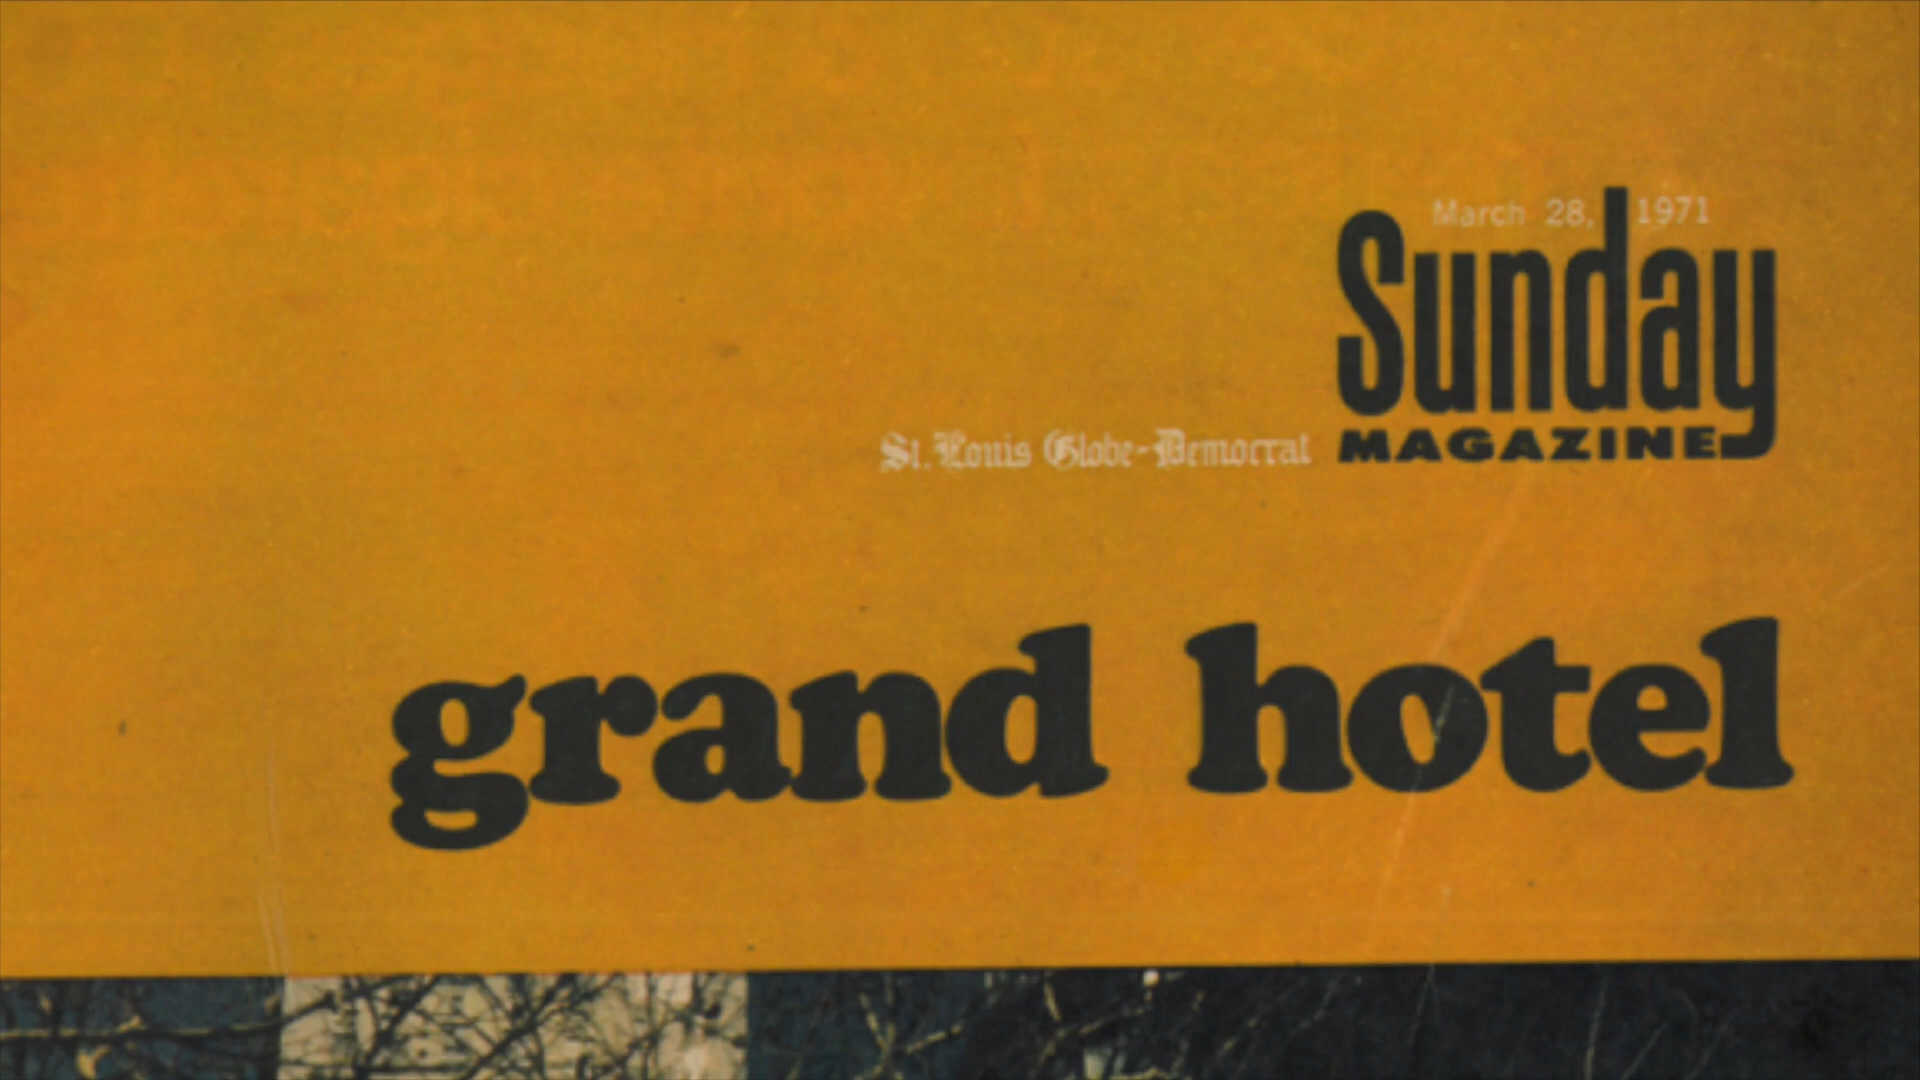 March 28, 1971
Sunday
St. Louis Globe-Democrat MAGAZINE
grand hotel